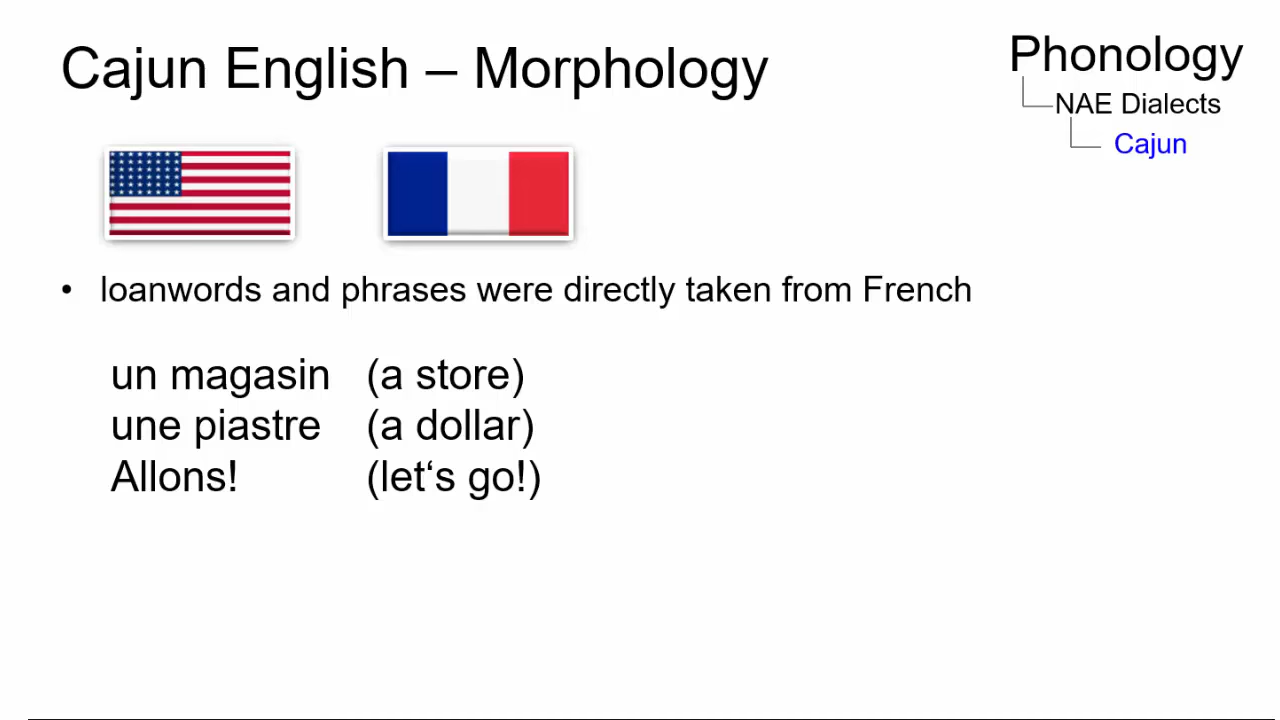 Cajun English – Morphology
Phonology
NAE Dialects
Cajun
• loanwords and phrases were directly taken from French
un magasin (a store)
une piastre (a dollar)
Allons! (let‘s go!)